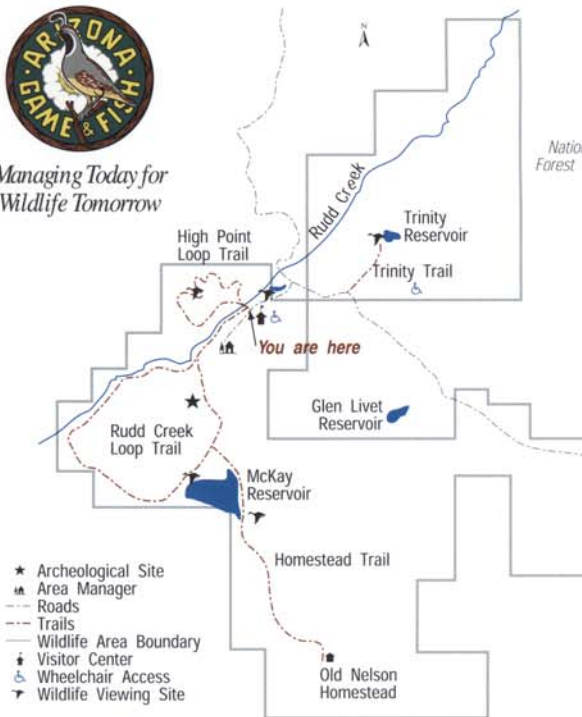 ARIZONA
GAME & FISH
Managing Today for
Wildlife Tomorrow
N
Forest
Rudd Creek
Trinity
Reservoir
High Point
Loop Trail
Trinity Trail
You are here
Glen Livet
Reservoir
Rudd Creek
Loop Trail
McKay
Reservoir
Homestead Trail
Old Nelson
Homestead
Archeological Site
Area Manager
Roads
Trails
Wildlife Area Boundary
Visitor Center
Wheelchair Access
Wildlife Viewing Site